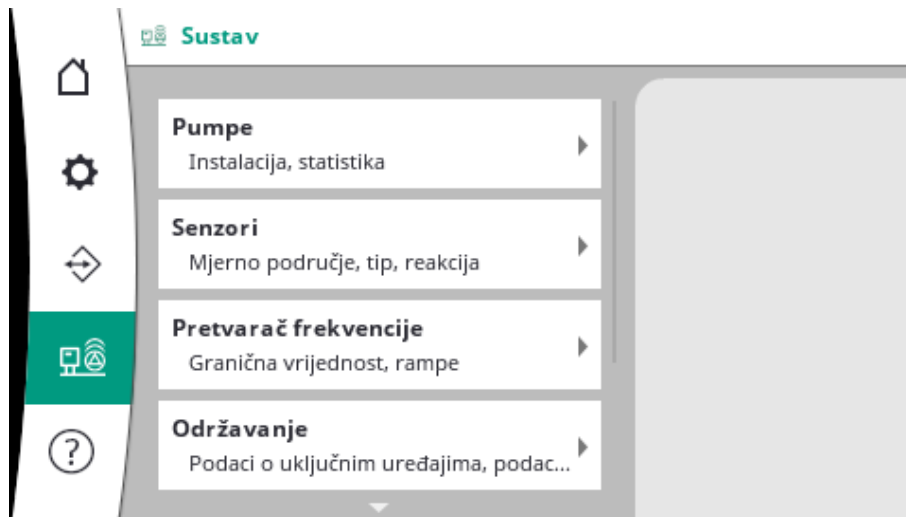 Sustav
Pumpe
Instalacija, statistika
Senzori
Mjerno područje, tip, reakcija
Pretvarač frekvencije
Granična vrijednost, rampe
Održavanje
Podaci o uključnim uređajima, podac...
?